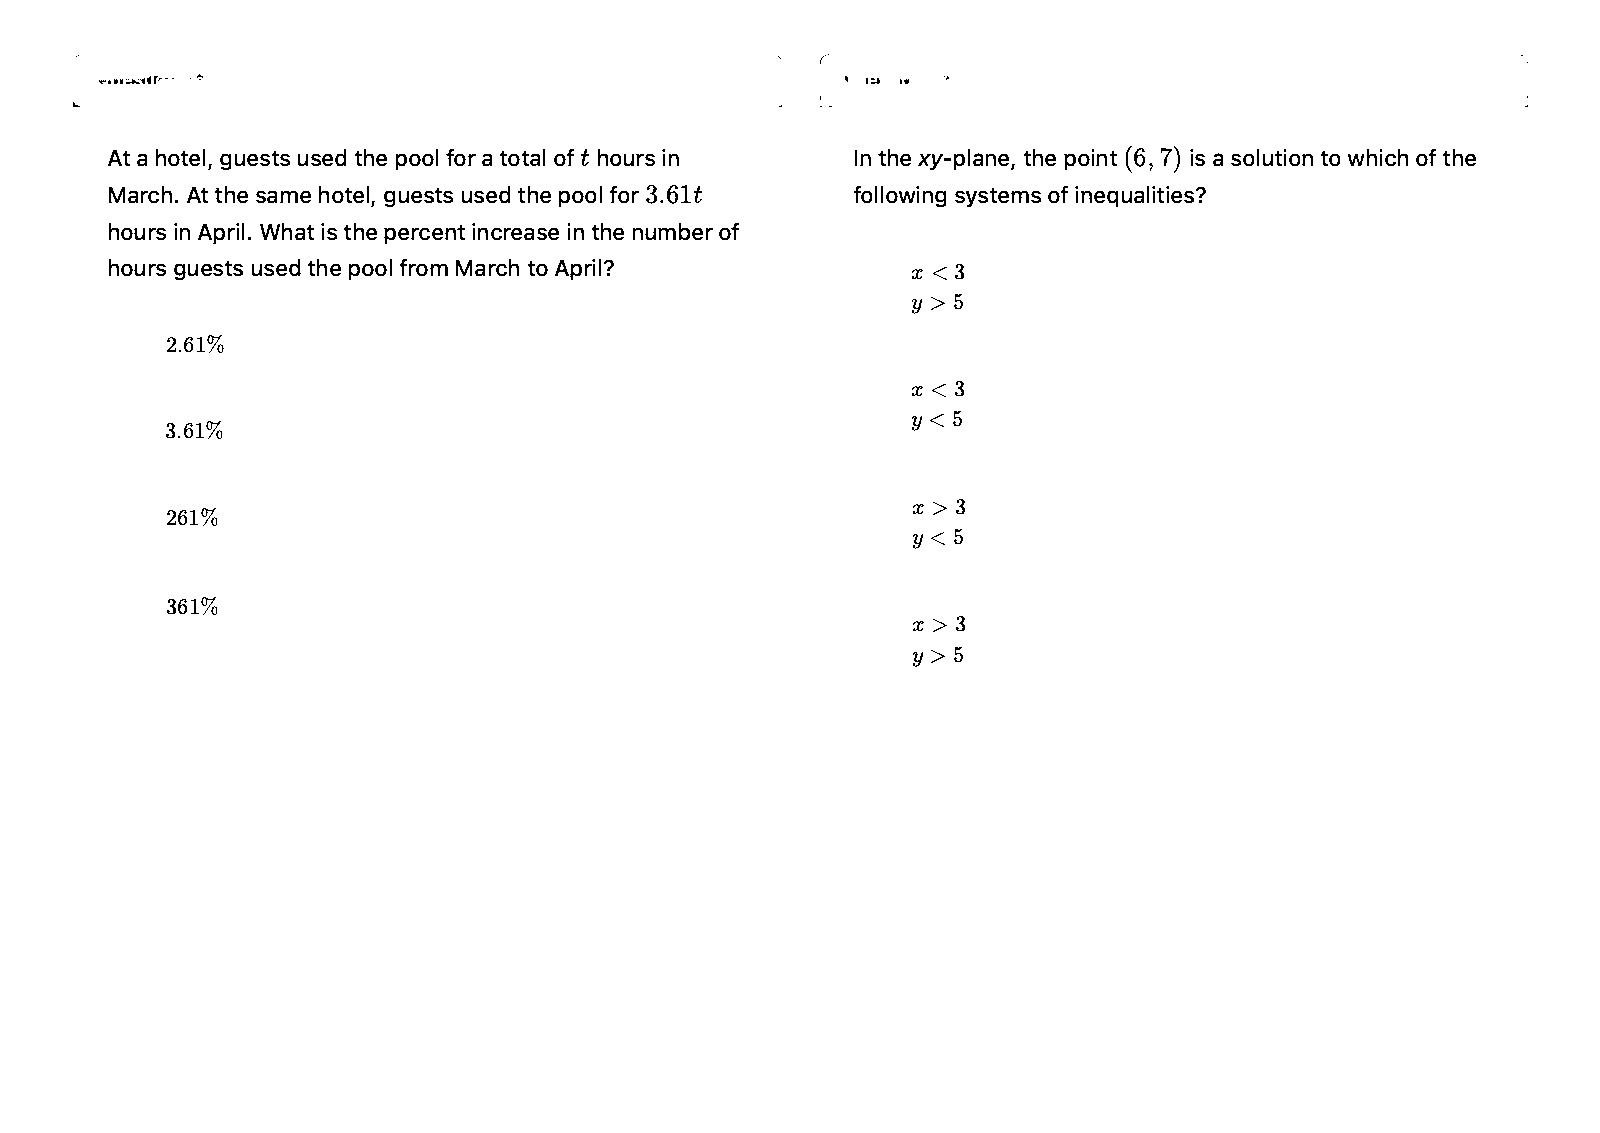 At a hotel, guests used the pool for a total of t hours in
March. At the same hotel, guests used the pool for 3.61t
hours in April. What is the percent increase in the number of
hours guests used the pool from March to April?
2.61%
3.61%
261%
361%
In the xy-plane, the point (6, 7) is a solution to which of the
following systems of inequalities?
x < 3
y > 5
x < 3
y < 5
x > 3
y < 5
x > 3
y > 5